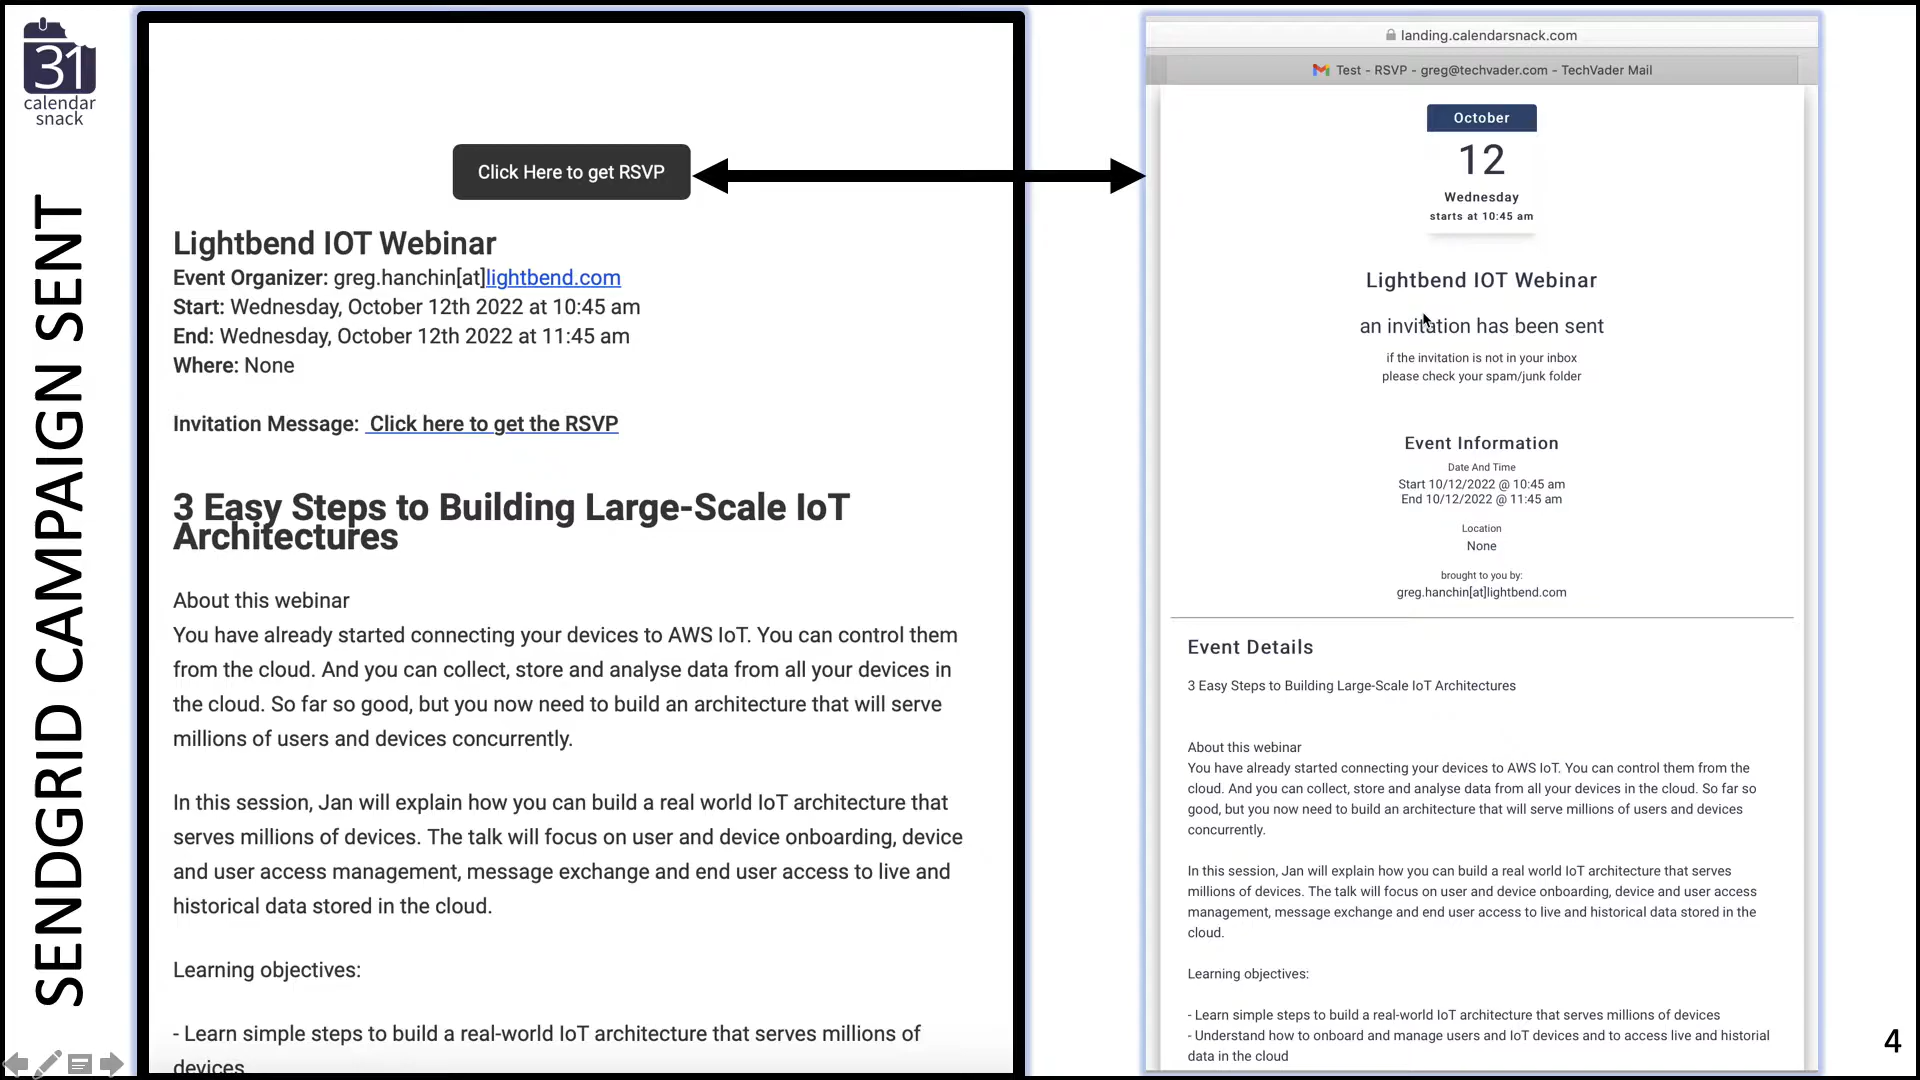 31
calendar
snack
SENDGRID CAMPAIGN SENT
Click Here to get RSVP
Lightbend IOT Webinar
Event Organizer: greg.hanchin[at]lightbend.com
Start: Wednesday, October 12th 2022 at 10:45 am
End: Wednesday, October 12th 2022 at 11:45 am
Where: None
Invitation Message: Click here to get the RSVP
3 Easy Steps to Building Large-Scale IoT
Architectures
About this webinar
You have already started connecting your devices to AWS IoT. You can control them
from the cloud. And you can collect, store and analyse data from all your devices in
the cloud. So far so good, but you now need to build an architecture that will serve
millions of users and devices concurrently.
In this session, Jan will explain how you can build a real world IoT architecture that
serves millions of devices. The talk will focus on user and device onboarding, device
and user access management, message exchange and end user access to live and
historical data stored in the cloud.
Learning objectives:
- Learn simple steps to build a real-world IoT architecture that serves millions of
devices
landing.calendarsnack.com
Test - RSVP - greg@techvader.com - TechVader Mail
October
12
Wednesday
starts at 10:45 am
Lightbend IOT Webinar
an invitation has been sent
if the invitation is not in your inbox
please check your spam/junk folder
Event Information
Date And Time
Start 10/12/2022 @ 10:45 am
End 10/12/2022 @ 11:45 am
Location
None
brought to you by:
greg.hanchin[at]lightbend.com
Event Details
3 Easy Steps to Building Large-Scale IoT Architectures
About this webinar
You have already started connecting your devices to AWS IoT. You can control them from the
cloud. And you can collect, store and analyse data from all your devices in the cloud. So far so
good, but you now need to build an architecture that will serve millions of users and devices
concurrently.
In this session, Jan will explain how you can build a real world IoT architecture that serves
millions of devices. The talk will focus on user and device onboarding, device and user access
management, message exchange and end user access to live and historical data stored in the
cloud.
Learning objectives:
- Learn simple steps to build a real-world IoT architecture that serves millions of devices
- Understand how to onboard and manage users and IoT devices and to access live and historial
data in the cloud
4